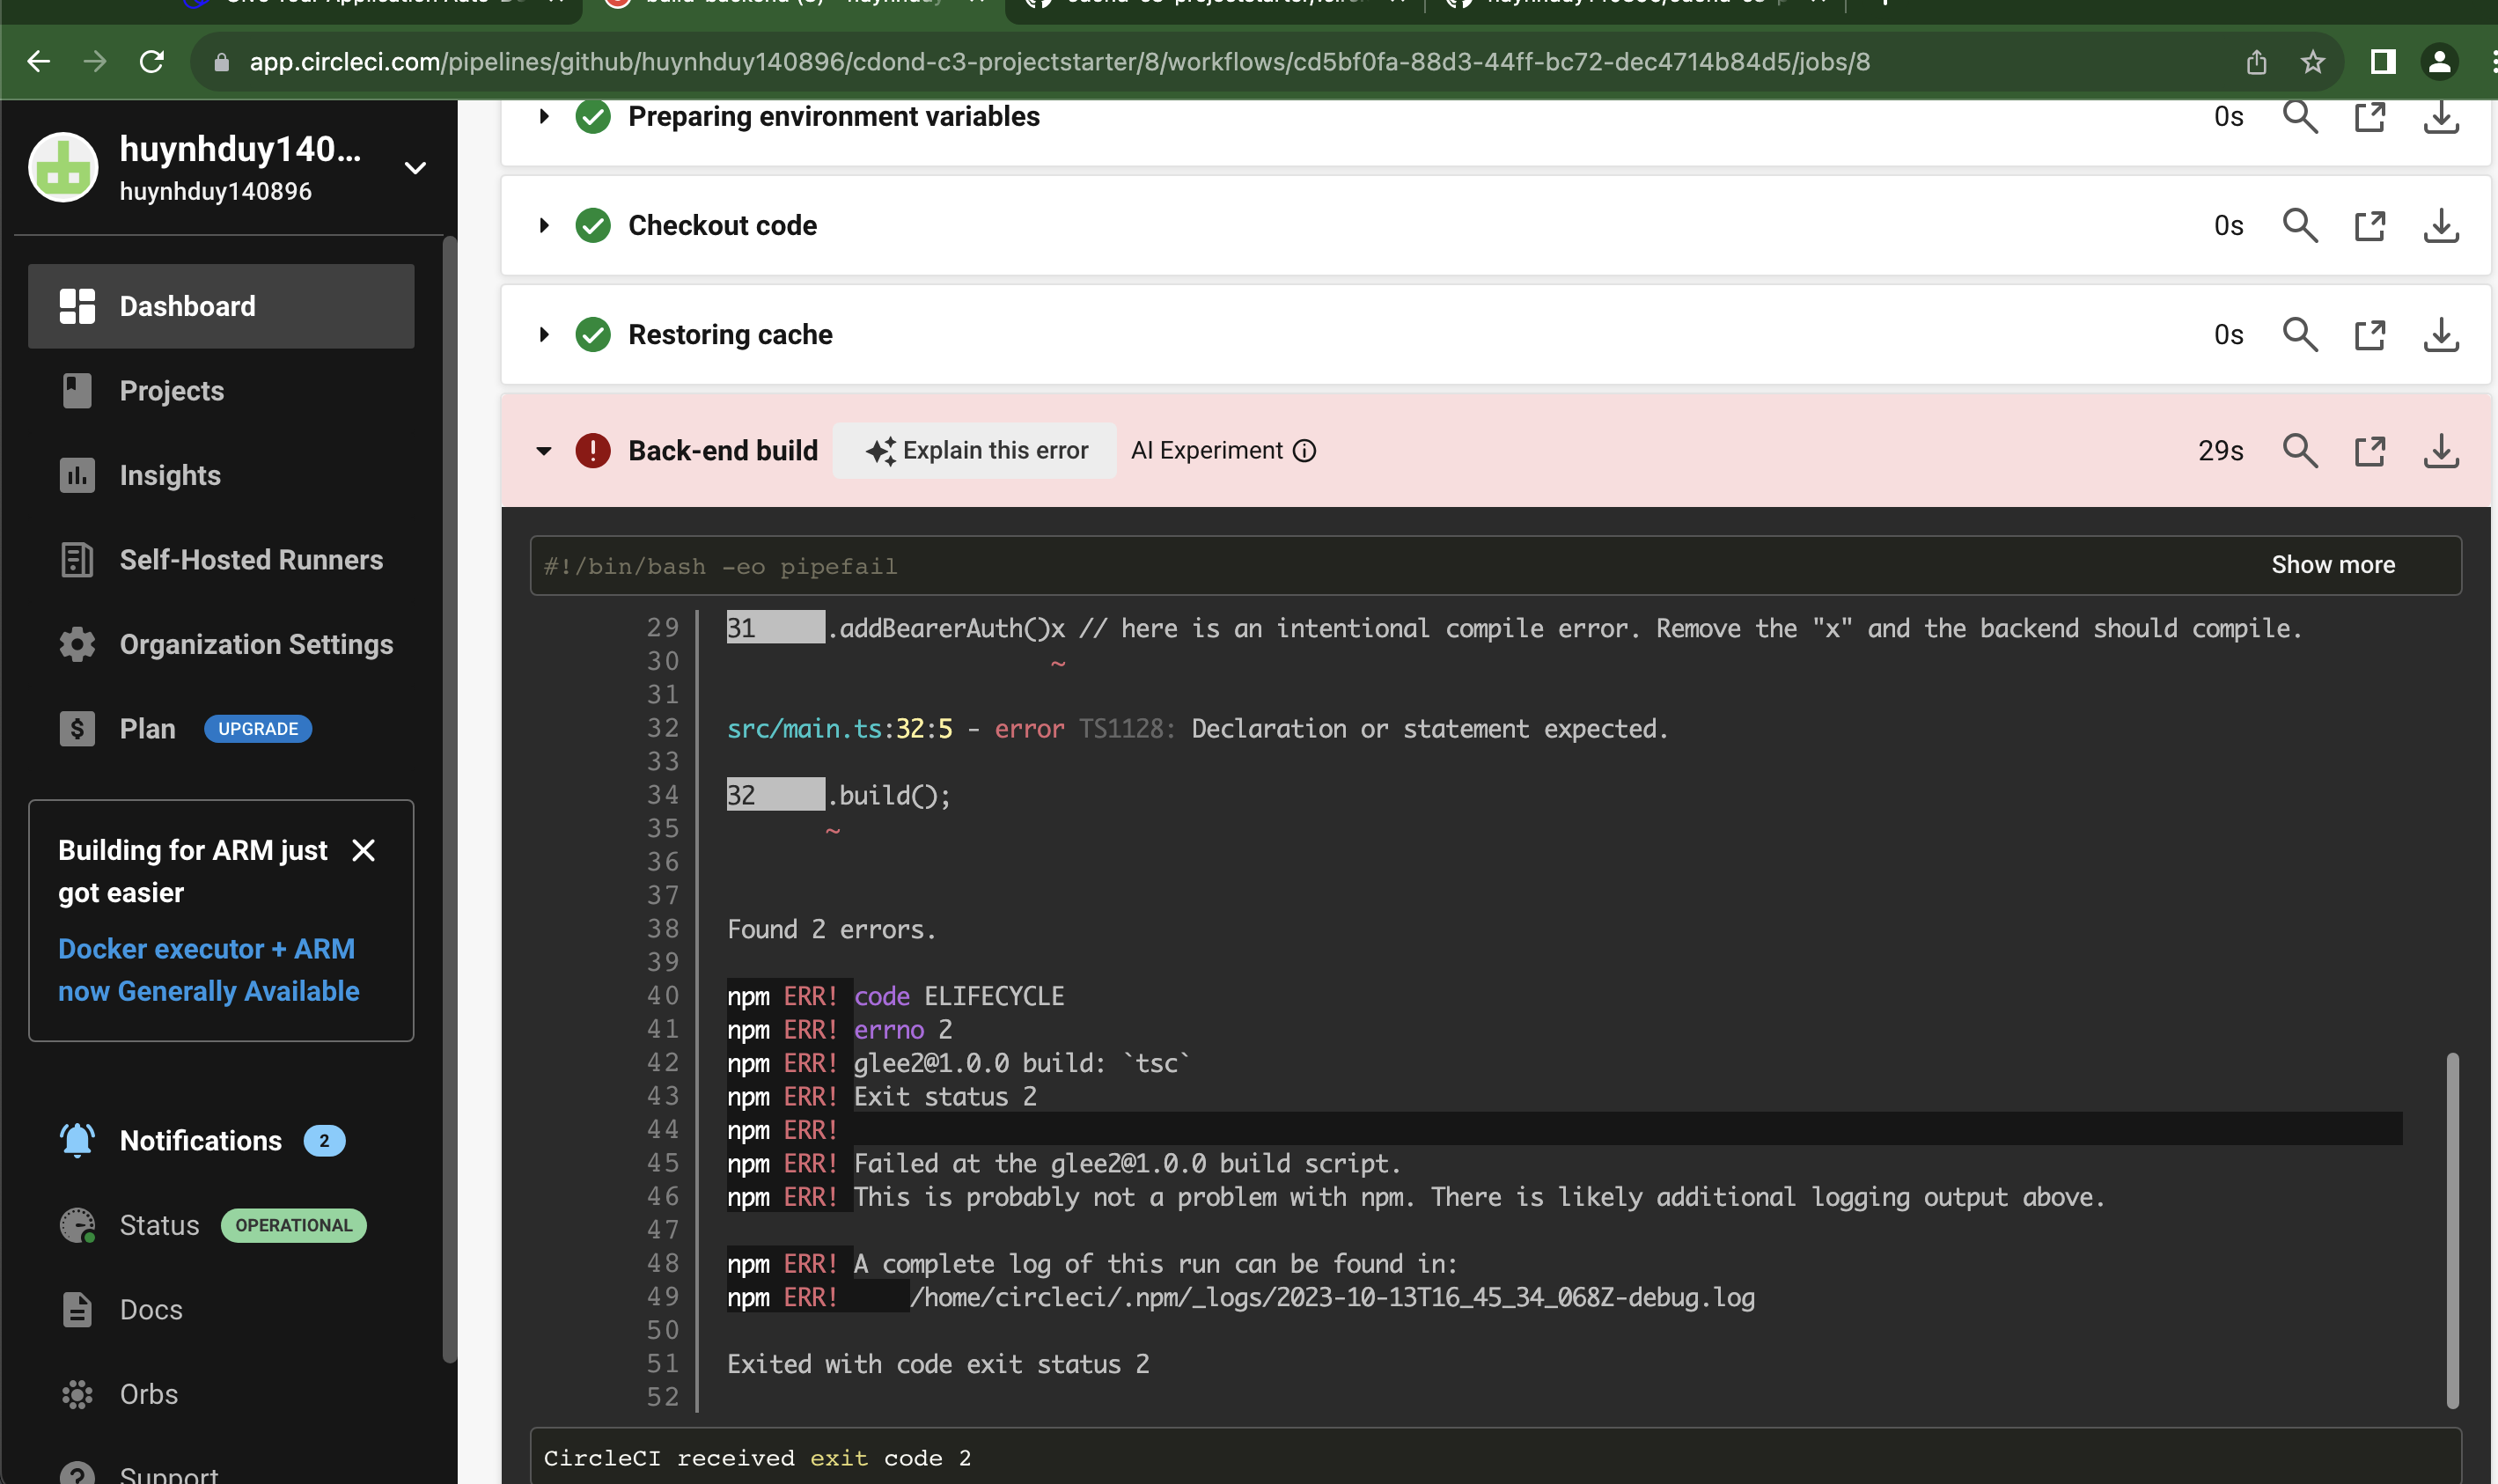 app.circleci.com/pipelines/github/huynhduy140896/cdond-c3-projectstarter/8/workflows/cd5bf0fa-88d3-44ff-bc72-dec4714b84d5/jobs/8
huynhduy140...
huynhduy140896
Dashboard
Projects
Insights
Self-Hosted Runners
Organization Settings
Plan UPGRADE
Building for ARM just
got easier
Docker executor + ARM
now Generally Available
Notifications 2
Status OPERATIONAL
Docs
Orbs
Support
Preparing environment variables 0s
Checkout code 0s
Restoring cache 0s
Back-end build Explain this error AI Experiment 29s
#!/bin/bash -eo pipefail Show more
29 31 .addBearerAuth()x // here is an intentional compile error. Remove the "x" and the backend should compile.
30 ~
31
32 src/main.ts:32:5 - error TS1128: Declaration or statement expected.
33
34 32 .build();
35 ~
36
37
38 Found 2 errors.
39
40 npm ERR! code ELIFECYCLE
41 npm ERR! errno 2
42 npm ERR! glee2@1.0.0 build: `tsc`
43 npm ERR! Exit status 2
44 npm ERR!
45 npm ERR! Failed at the glee2@1.0.0 build script.
46 npm ERR! This is probably not a problem with npm. There is likely additional logging output above.
47
48 npm ERR! A complete log of this run can be found in:
49 npm ERR! /home/circleci/.npm/_logs/2023-10-13T16_45_34_068Z-debug.log
50
51 Exited with code exit status 2
52
CircleCI received exit code 2